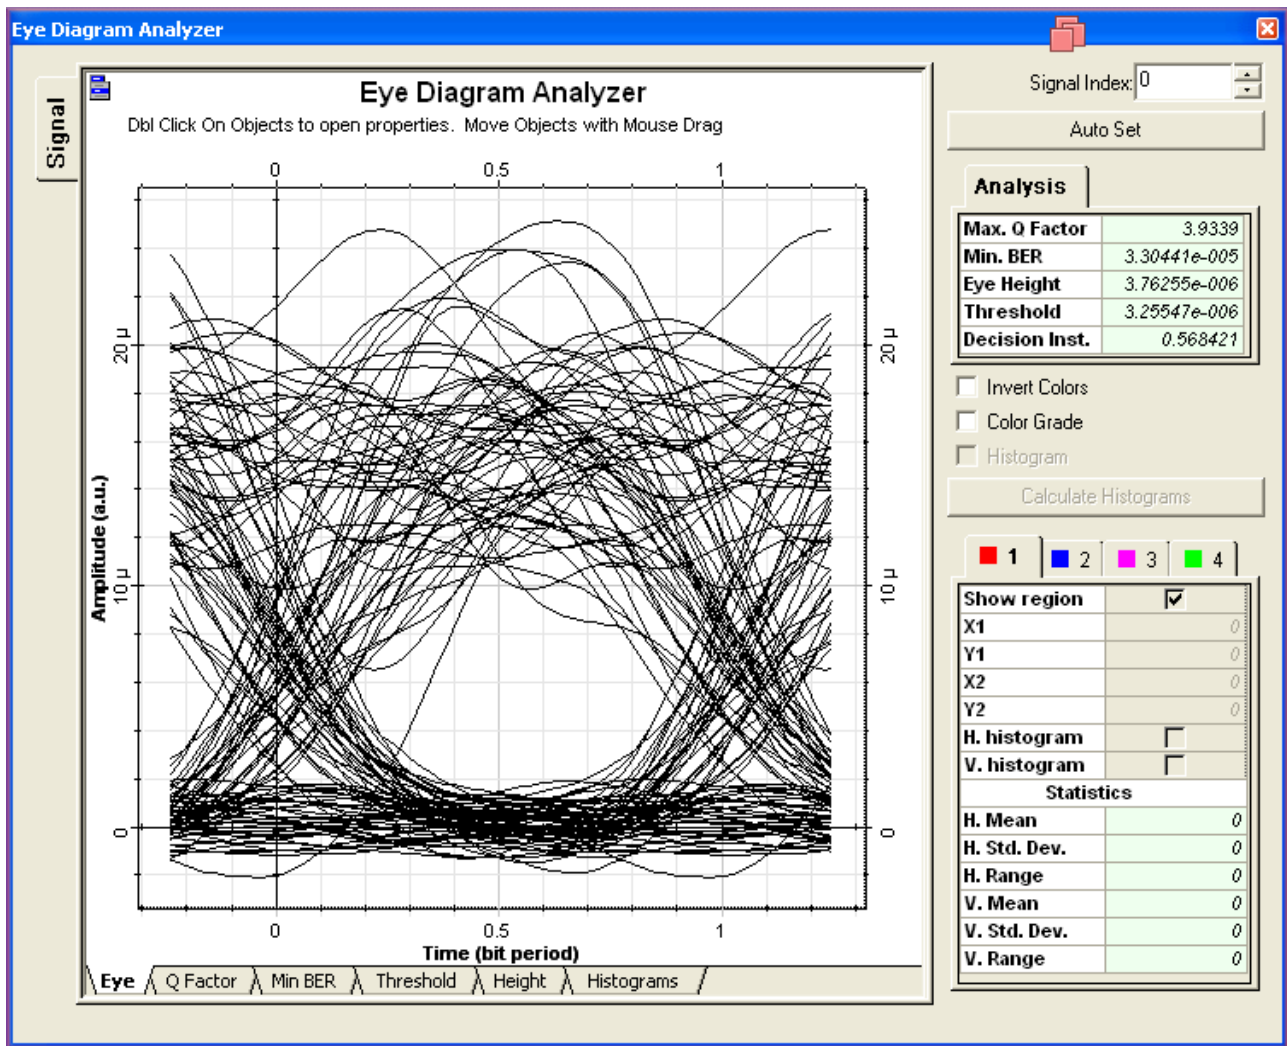 Eye Diagram Analyzer
Signal
Eye Diagram Analyzer
Dbl Click On Objects to open properties.  Move Objects with Mouse Drag
0 0.5 1
20 µ 20 µ
10 µ 10 µ
0 0
Amplitude (a.u.)
0 0.5 1
Time (bit period)
Eye Q Factor Min BER Threshold Height Histograms
Signal Index: 0
Auto Set
Analysis
Max. Q Factor 3.9339
Min. BER 3.30441e-005
Eye Height 3.76255e-006
Threshold 3.25547e-006
Decision Inst. 0.568421
Invert Colors
Color Grade
Histogram
Calculate Histograms
1 2 3 4
Show region
X1 0
Y1 0
X2 0
Y2 0
H. histogram
V. histogram
Statistics
H. Mean 0
H. Std. Dev. 0
H. Range 0
V. Mean 0
V. Std. Dev. 0
V. Range 0